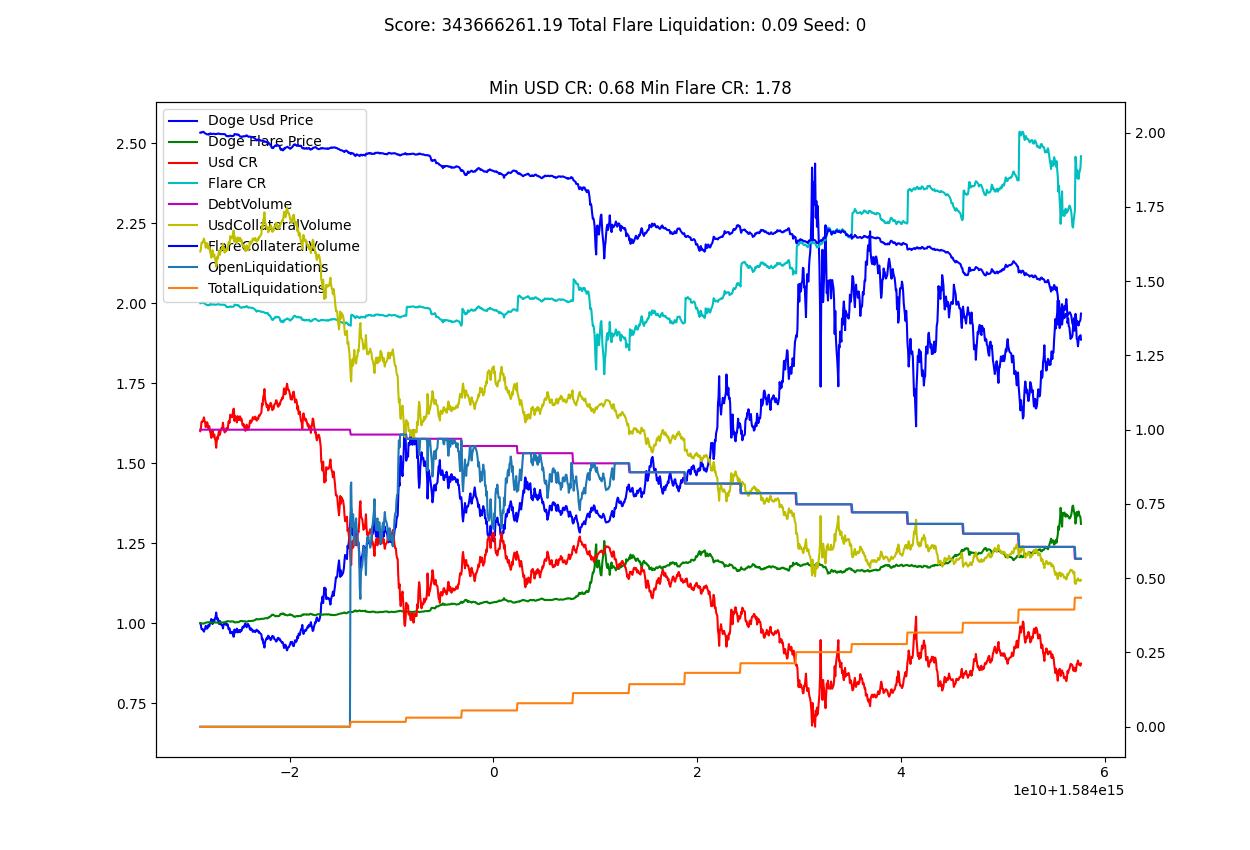 Score: 343666261.19 Total Flare Liquidation: 0.09 Seed: 0
Min USD CR: 0.68 Min Flare CR: 1.78
Doge Usd Price
Doge Flare Price
Usd CR
Flare CR
DebtVolume
UsdCollateralVolume
FlareCollateralVolume
OpenLiquidations
TotalLiquidations
2.50
2.25
2.00
1.75
1.50
1.25
1.00
0.75
2.00
1.75
1.50
1.25
1.00
0.75
0.50
0.25
0.00
−2 0 2 4 6
1e10+1.584e15